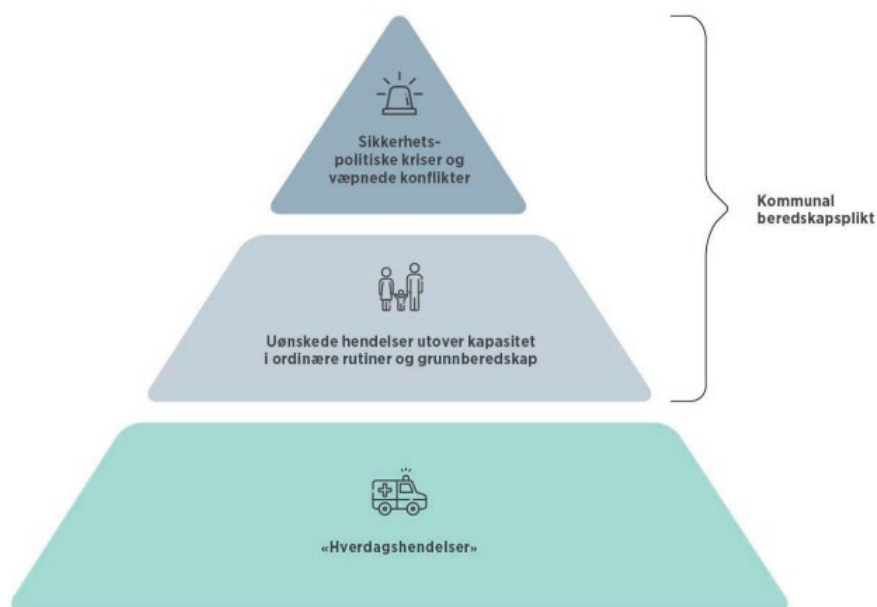 Sikkerhets-
politiske kriser og
væpnede konflikter
Kommunal
beredskapsplikt
Uønskede hendelser utover kapasitet
i ordinære rutiner og grunnberedskap
«Hverdagshendelser»